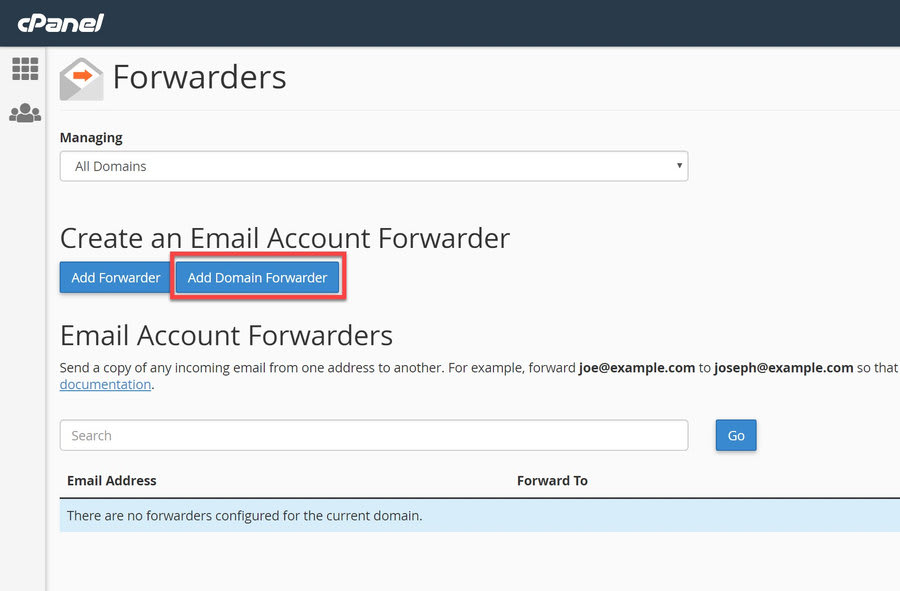 cPanel
Forwarders
Managing
All Domains
Create an Email Account Forwarder
Add Forwarder Add Domain Forwarder
Email Account Forwarders
Send a copy of any incoming email from one address to another. For example, forward joe@example.com to joseph@example.com so that
documentation.
Search Go
Email Address Forward To
There are no forwarders configured for the current domain.